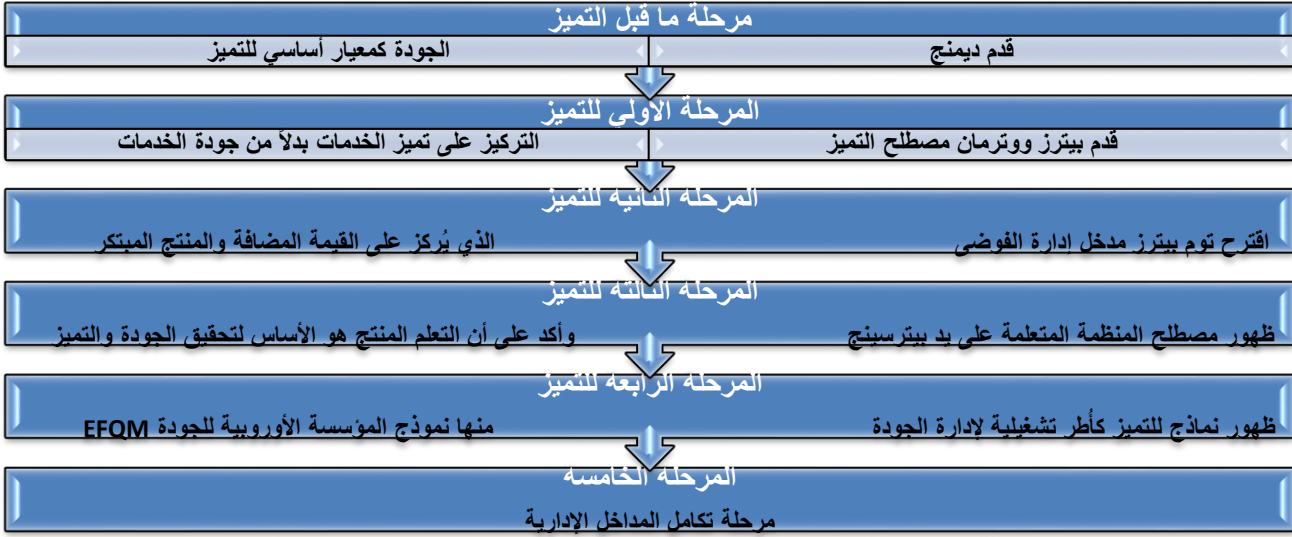 مرحلة ما قبل التميز
قدم ديمنج
الجودة كمعيار أساسي للتميز
المرحلة الاولي للتميز
قدم بيترز ووترمان مصطلح التميز
التركيز على تميز الخدمات بدلاً من جودة الخدمات
المرحلة الثانية للتميز
اقترح توم بيترز مدخل إدارة الفوضى
الذي يُركز على القيمة المضافة والمنتج المبتكر
المرحلة الثالثة للتميز
ظهور مصطلح المنظمة المتعلمة على يد بيترسينج
وأكد على أن التعلم المنتج هو الأساس لتحقيق الجودة والتميز
المرحلة الرابعة للتميز
ظهور نماذج للتميز كأُطر تشغيلية لإدارة الجودة
منها نموذج المؤسسة الأوروبية للجودة EFQM
المرحلة الخامسة
مرحلة تكامل المداخل الإدارية